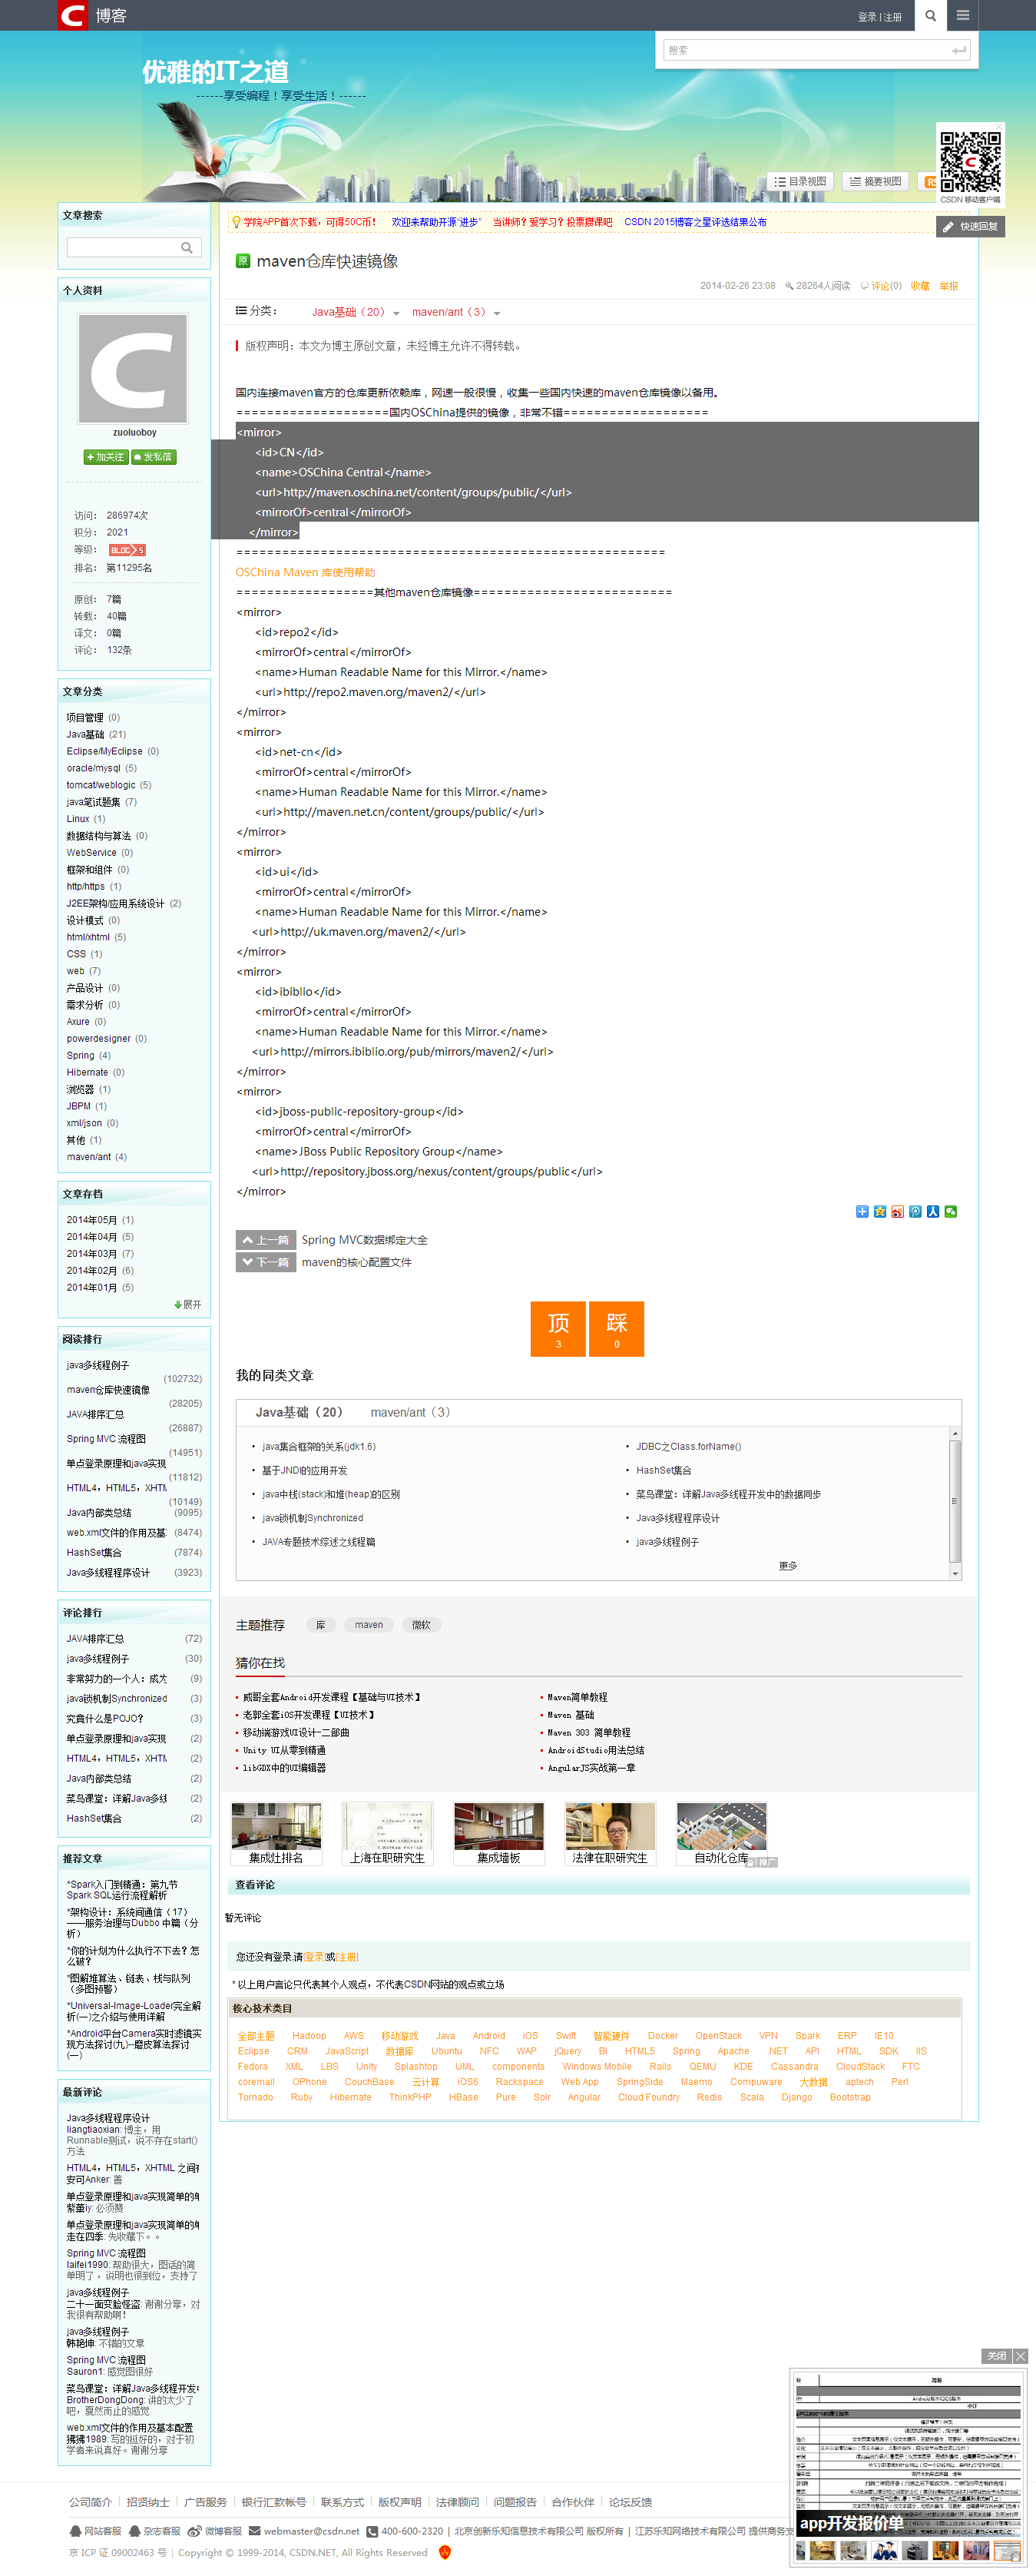 博客
登录 | 注册
搜索
优雅的IT之道
------享受编程！享受生活！------
目录视图
摘要视图
CSDN 移动客户端
快速回复
文章搜索
个人资料
zuoluoboy
加关注 发私信
访问： 286974次
积分： 2021
等级： BLOG 5
排名： 第11295名
原创： 7篇
转载： 40篇
译文： 0篇
评论： 132条
文章分类
项目管理 (0)
Java基础 (21)
Eclipse/MyEclipse (0)
oracle/mysql (5)
tomcat/weblogic (5)
java笔试题集 (7)
Linux (1)
数据结构与算法 (0)
WebService (0)
框架和组件 (0)
http/https (1)
J2EE架构/应用系统设计 (2)
设计模式 (0)
html/xhtml (5)
CSS (1)
web (7)
产品设计 (0)
需求分析 (0)
Axure (0)
powerdesigner (0)
Spring (4)
Hibernate (0)
浏览器 (1)
JBPM (1)
xml/json (0)
其他 (1)
maven/ant (4)
文章存档
2014年05月 (1)
2014年04月 (5)
2014年03月 (7)
2014年02月 (6)
2014年01月 (5)
展开
阅读排行
java多线程例子 (102732)
maven仓库快速镜像 (28205)
JAVA排序汇总 (26887)
Spring MVC 流程图 (14951)
单点登录原理和java实现 (11812)
HTML4，HTML5，XHTM (10149)
Java内部类总结 (9095)
web.xml文件的作用及基 (8474)
HashSet集合 (7874)
Java多线程程序设计 (3923)
评论排行
JAVA排序汇总 (72)
java多线程例子 (30)
非常努力的一个人：成为 (9)
java锁机制Synchronized (3)
究竟什么是POJO？ (3)
单点登录原理和java实现 (2)
HTML4，HTML5，XHTM (2)
Java内部类总结 (2)
菜鸟课堂：详解Java多线 (2)
HashSet集合 (2)
推荐文章
*Spark入门到精通：第九节
Spark SQL运行流程解析
*架构设计：系统间通信（17）
——服务治理与Dubbo 中篇（分
析）
*你的计划为什么执行不下去？怎
么破？
*图解堆算法、链表、栈与队列
（多图预警）
*Universal-Image-Loader完全解
析(一)之介绍与使用详解
*Android平台Camera实时滤镜实
现方法探讨(九)--磨皮算法探讨
(一)
最新评论
Java多线程程序设计
liangtiaoxian: 博主，用
Runnable测试，说不存在start()
方法
HTML4，HTML5，XHTML 之间有
安可Anker: 善
单点登录原理和java实现简单的单
紫蕾iy: 必须赞
单点登录原理和java实现简单的单
走在四季: 先收藏下。。
Spring MVC 流程图
laifei1990: 帮助很大，图话的简
单明了，说明也很到位，支持了
java多线程例子
二十一面变脸怪盗: 谢谢分享，对
我很有帮助啊！
java多线程例子
韩艳坤: 不错的文章
Spring MVC 流程图
Sauron1: 感觉图很好
菜鸟课堂：详解Java多线程开发中
BrotherDongDong: 讲的太少了
吧，戛然而止的感觉
web.xml文件的作用及基本配置
狒狒1989: 写的挺好的，对于初
学者来说真好。谢谢分享
学院APP首次下载，可得50C币！ 欢迎来帮助开源“进步” 当讲师？爱学习？投票攒课吧 CSDN 2015博客之星评选结果公布
原 maven仓库快速镜像
2014-02-26 23:08 28264人阅读 评论(0) 收藏 举报
分类： Java基础（20） maven/ant（3）
版权声明：本文为博主原创文章，未经博主允许不得转载。
国内连接maven官方的仓库更新依赖库，网速一般很慢，收集一些国内快速的maven仓库镜像以备用。
====================国内OSChina提供的镜像，非常不错===================
<mirror>
<id>CN</id>
<name>OSChina Central</name>
<url>http://maven.oschina.net/content/groups/public/</url>
<mirrorOf>central</mirrorOf>
</mirror>
========================================================
OSChina Maven 库使用帮助
==================其他maven仓库镜像==========================
<mirror>
<id>repo2</id>
<mirrorOf>central</mirrorOf>
<name>Human Readable Name for this Mirror.</name>
<url>http://repo2.maven.org/maven2/</url>
</mirror>
<mirror>
<id>net-cn</id>
<mirrorOf>central</mirrorOf>
<name>Human Readable Name for this Mirror.</name>
<url>http://maven.net.cn/content/groups/public/</url>
</mirror>
<mirror>
<id>ui</id>
<mirrorOf>central</mirrorOf>
<name>Human Readable Name for this Mirror.</name>
<url>http://uk.maven.org/maven2/</url>
</mirror>
<mirror>
<id>ibiblio</id>
<mirrorOf>central</mirrorOf>
<name>Human Readable Name for this Mirror.</name>
<url>http://mirrors.ibiblio.org/pub/mirrors/maven2/</url>
</mirror>
<mirror>
<id>jboss-public-repository-group</id>
<mirrorOf>central</mirrorOf>
<name>JBoss Public Repository Group</name>
<url>http://repository.jboss.org/nexus/content/groups/public</url>
</mirror>
上一篇 Spring MVC数据绑定大全
下一篇 maven的核心配置文件
顶 踩
3 0
我的同类文章
Java基础（20） maven/ant（3）
• java集合框架的关系(jdk1.6) • JDBC之Class.forName()
• 基于JNDI的应用开发 • HashSet集合
• java中栈(stack)和堆(heap)的区别 • 菜鸟课堂：详解Java多线程开发中的数据同步
• java锁机制Synchronized • Java多线程程序设计
• JAVA专题技术综述之线程篇 • java多线程例子
更多
主题推荐 库 maven 微软
猜你在找
威哥全套Android开发课程【基础与UI技术】 Maven简单教程
老郭全套iOS开发课程【UI技术】 Maven 基础
移动端游戏UI设计-二部曲 Maven 303 简单教程
Unity UI从零到精通 AndroidStudio用法总结
libGDX中的UI编辑器 AngularJS实战第一章
集成灶排名 上海在职研究生 集成墙板 法律在职研究生 自动化仓库
推广
查看评论
暂无评论
您还没有登录,请[登录]或[注册]
* 以上用户言论只代表其个人观点，不代表CSDN网站的观点或立场
核心技术类目
全部主题 Hadoop AWS 移动游戏 Java Android iOS Swift 智能硬件 Docker OpenStack VPN Spark ERP IE10
Eclipse CRM JavaScript 数据库 Ubuntu NFC WAP jQuery BI HTML5 Spring Apache .NET API HTML SDK IIS
Fedora XML LBS Unity Splashtop UML components Windows Mobile Rails QEMU KDE Cassandra CloudStack FTC
coremail OPhone CouchBase 云计算 iOS6 Rackspace Web App SpringSide Maemo Compuware 大数据 aptech Perl
Tornado Ruby Hibernate ThinkPHP HBase Pure Solr Angular Cloud Foundry Redis Scala Django Bootstrap
关闭
app开发报价单
公司简介 | 招贤纳士 | 广告服务 | 银行汇款帐号 | 联系方式 | 版权声明 | 法律顾问 | 问题报告 | 合作伙伴 | 论坛反馈
网站客服 杂志客服 微博客服 webmaster@csdn.net 400-600-2320 | 北京创新乐知信息技术有限公司 版权所有 | 江苏乐知网络技术有限公司 提供商务支
京 ICP 证 09002463 号 | Copyright © 1999-2014, CSDN.NET, All Rights Reserved